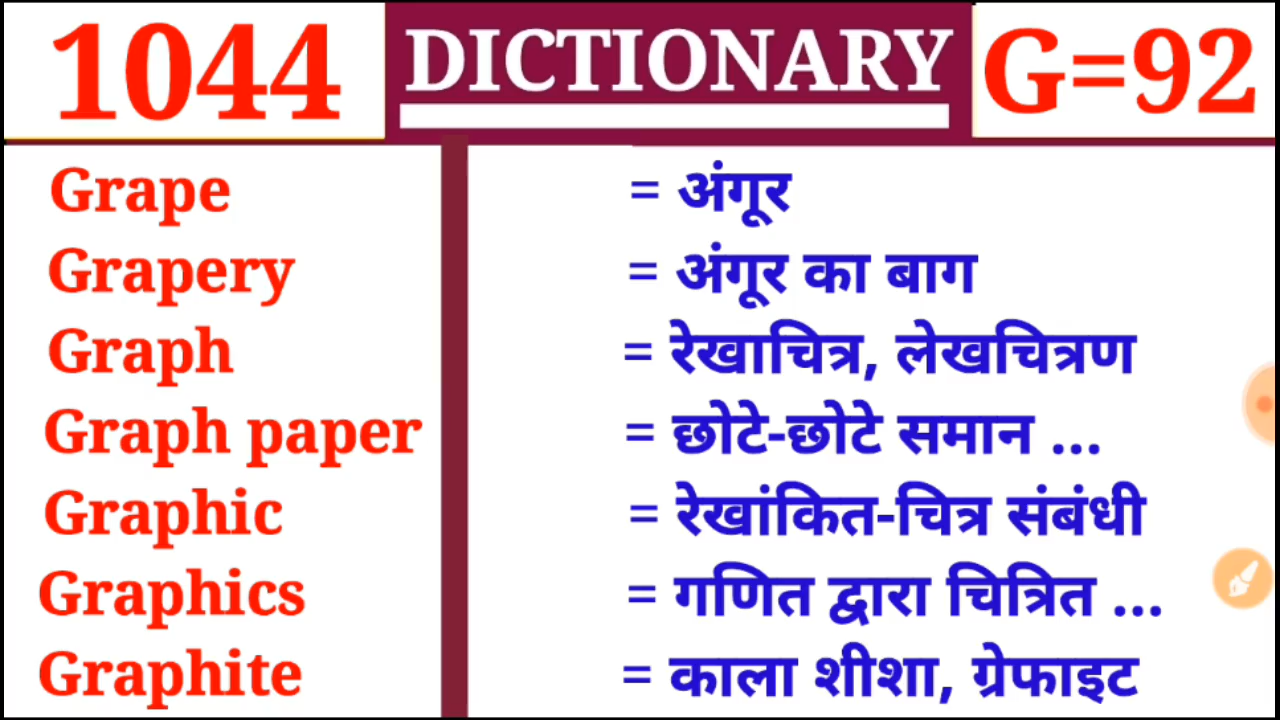 1044 DICTIONARY G=92
Grape = अंगूर
Grapery = अंगूर का बाग
Graph = रेखाचित्र, लेखचित्रण
Graph paper = छोटे-छोटे समान ...
Graphic = रेखांकित-चित्र संबंधी
Graphics = गणित द्वारा चित्रित ...
Graphite = काला शीशा, ग्रेफाइट